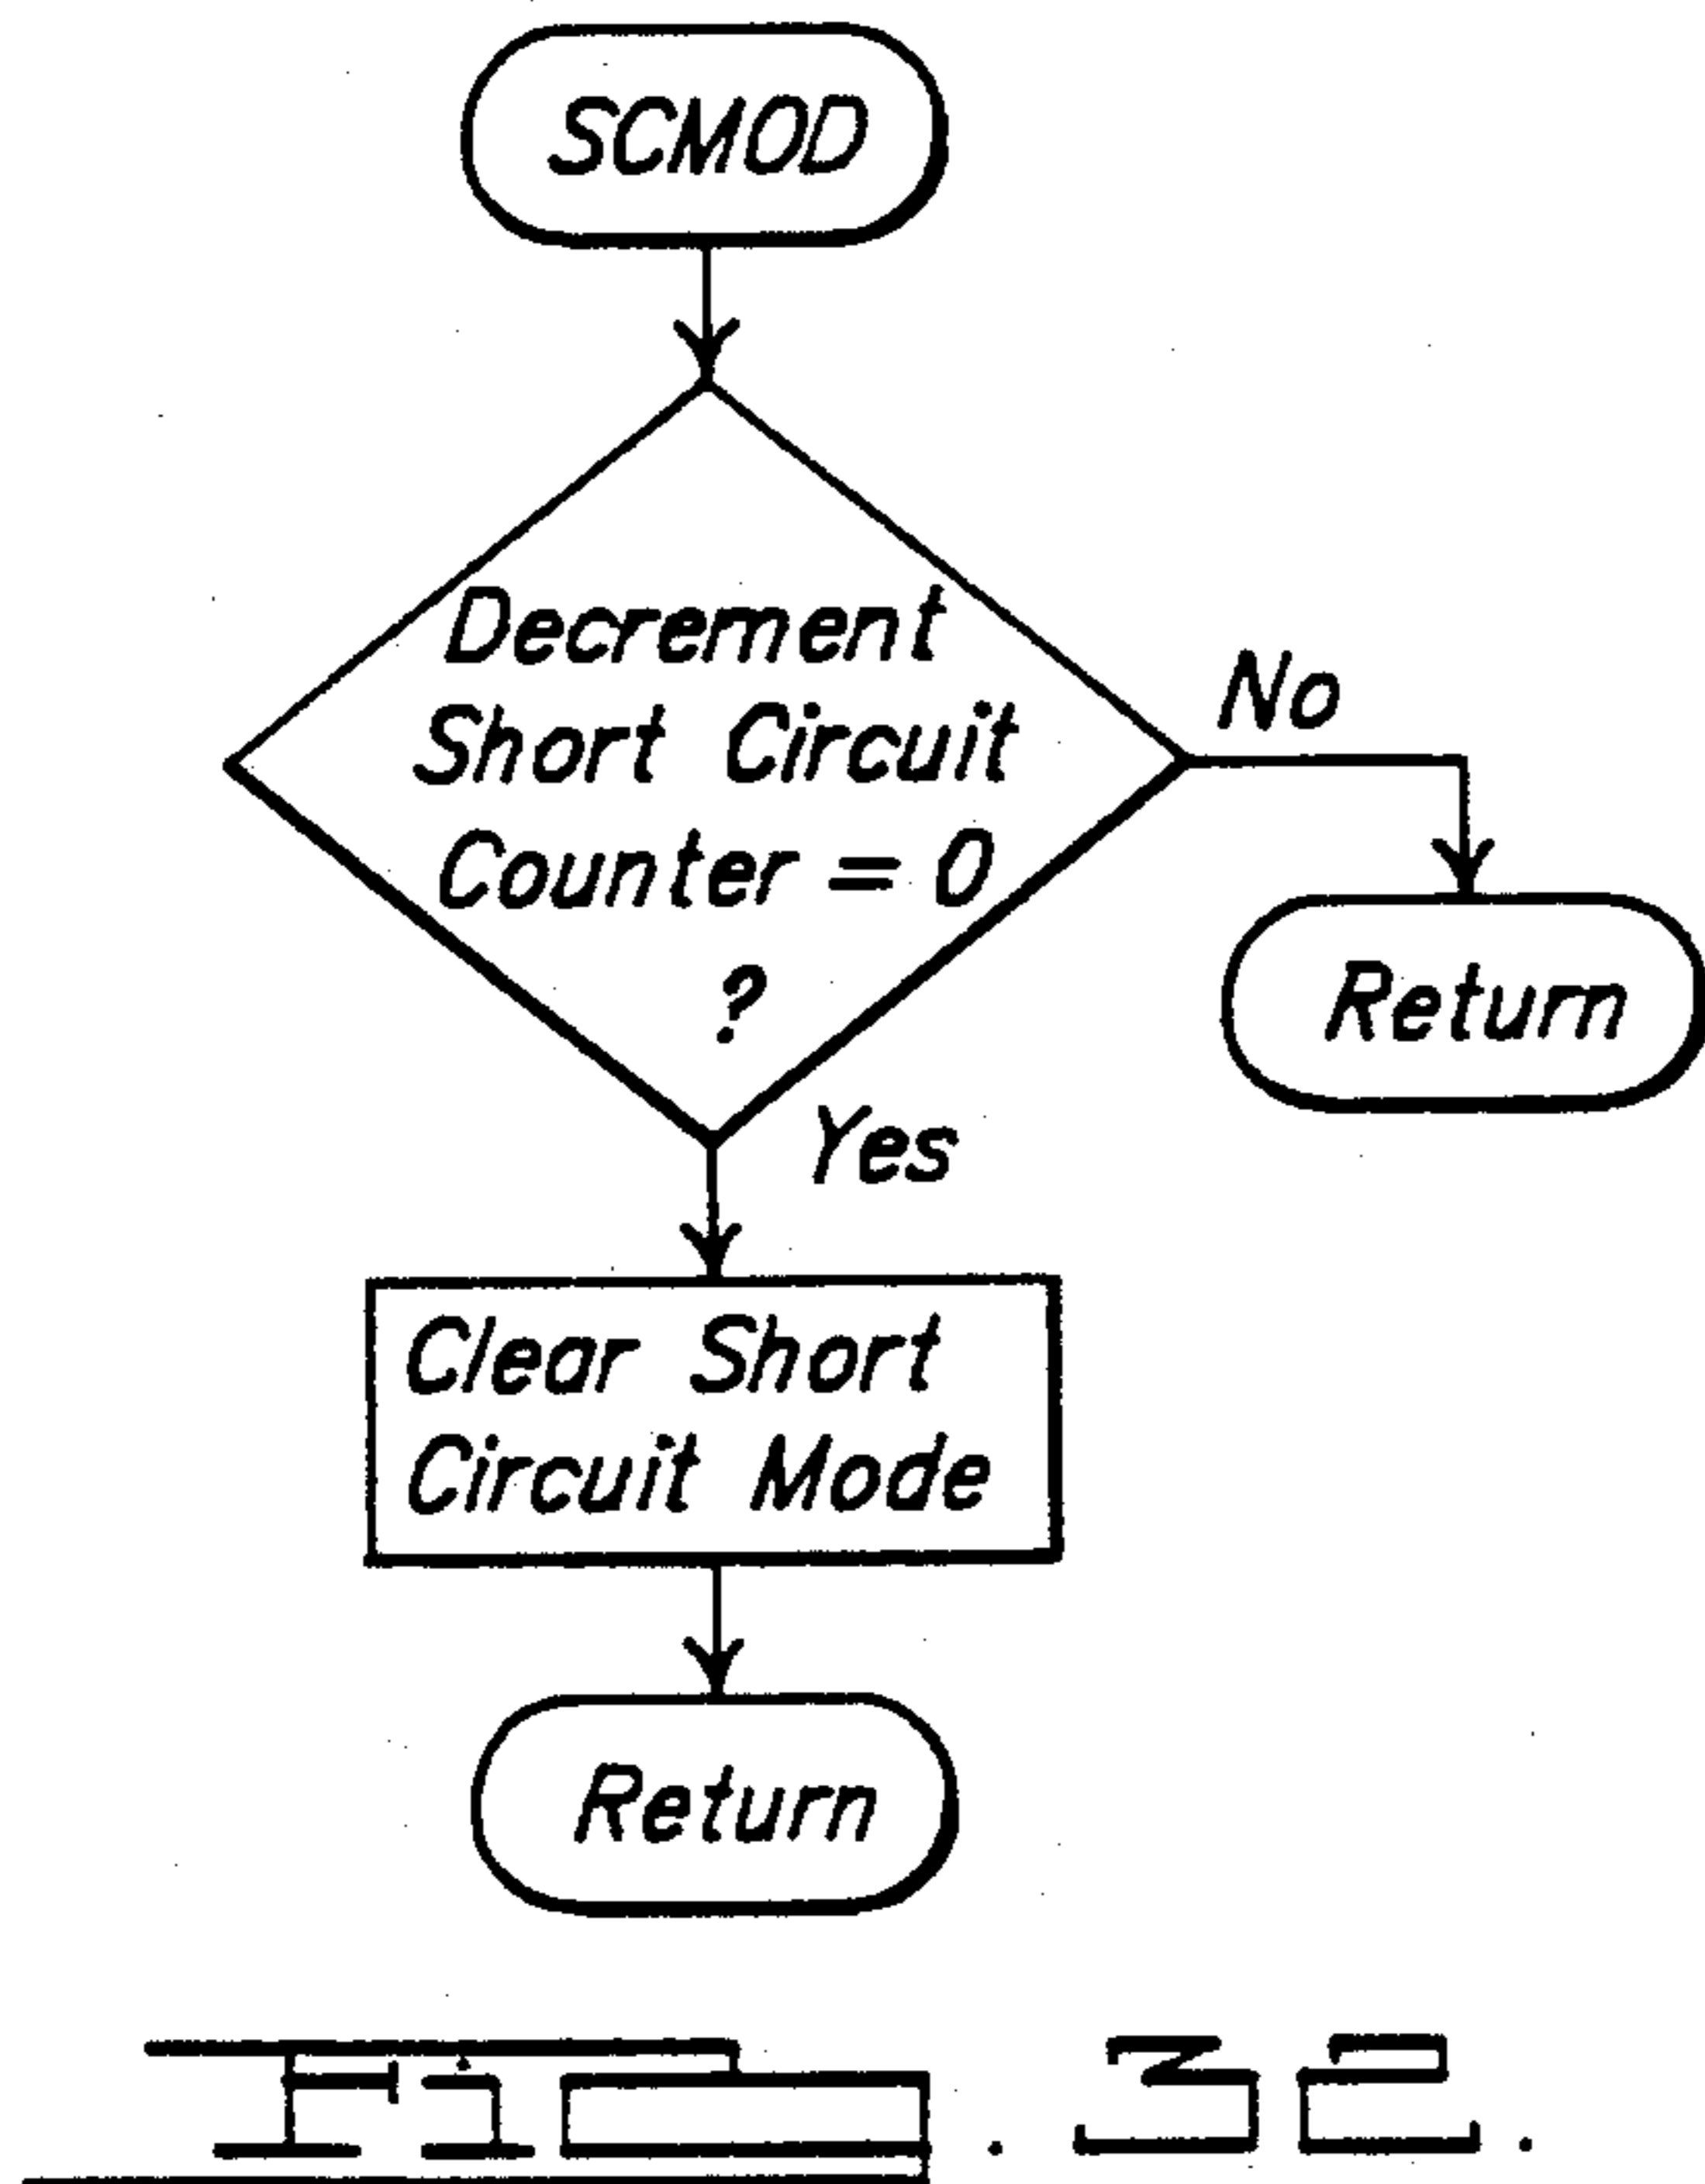 SCMOD
Decrement
Short Circuit
Counter = 0
?
No
Return
Yes
Clear Short
Circuit Mode
Return
Fig. 32.